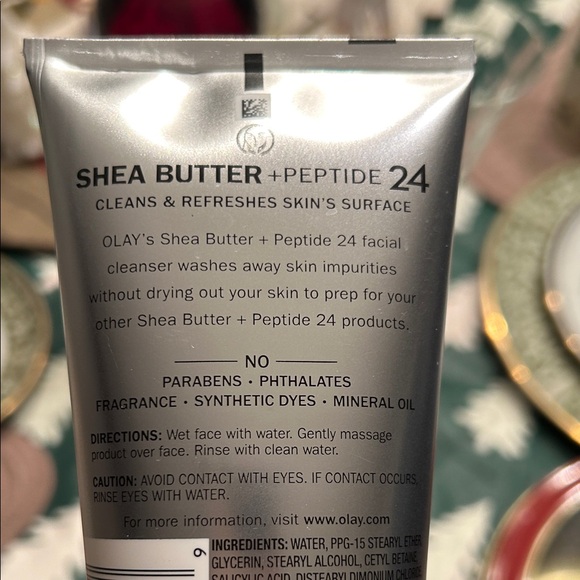 SHEA BUTTER +PEPTIDE 24
CLEANS & REFRESHES SKIN'S SURFACE
OLAY's Shea Butter + Peptide 24 facial
cleanser washes away skin impurities
without drying out your skin to prep for your
other Shea Butter + Peptide 24 products.
NO
PARABENS • PHTHALATES
FRAGRANCE • SYNTHETIC DYES • MINERAL OIL
DIRECTIONS: Wet face with water. Gently massage
product over face. Rinse with clean water.
CAUTION: AVOID CONTACT WITH EYES. IF CONTACT OCCURS,
RINSE EYES WITH WATER.
For more information, visit www.olay.com
INGREDIENTS: WATER, PPG-15 STEARYL ETHER,
GLYCERIN, STEARYL ALCOHOL, CETYL BETAINE,
SALICYLIC ACID, DISTEARYLDIMONIUM CHLORIDE,
9